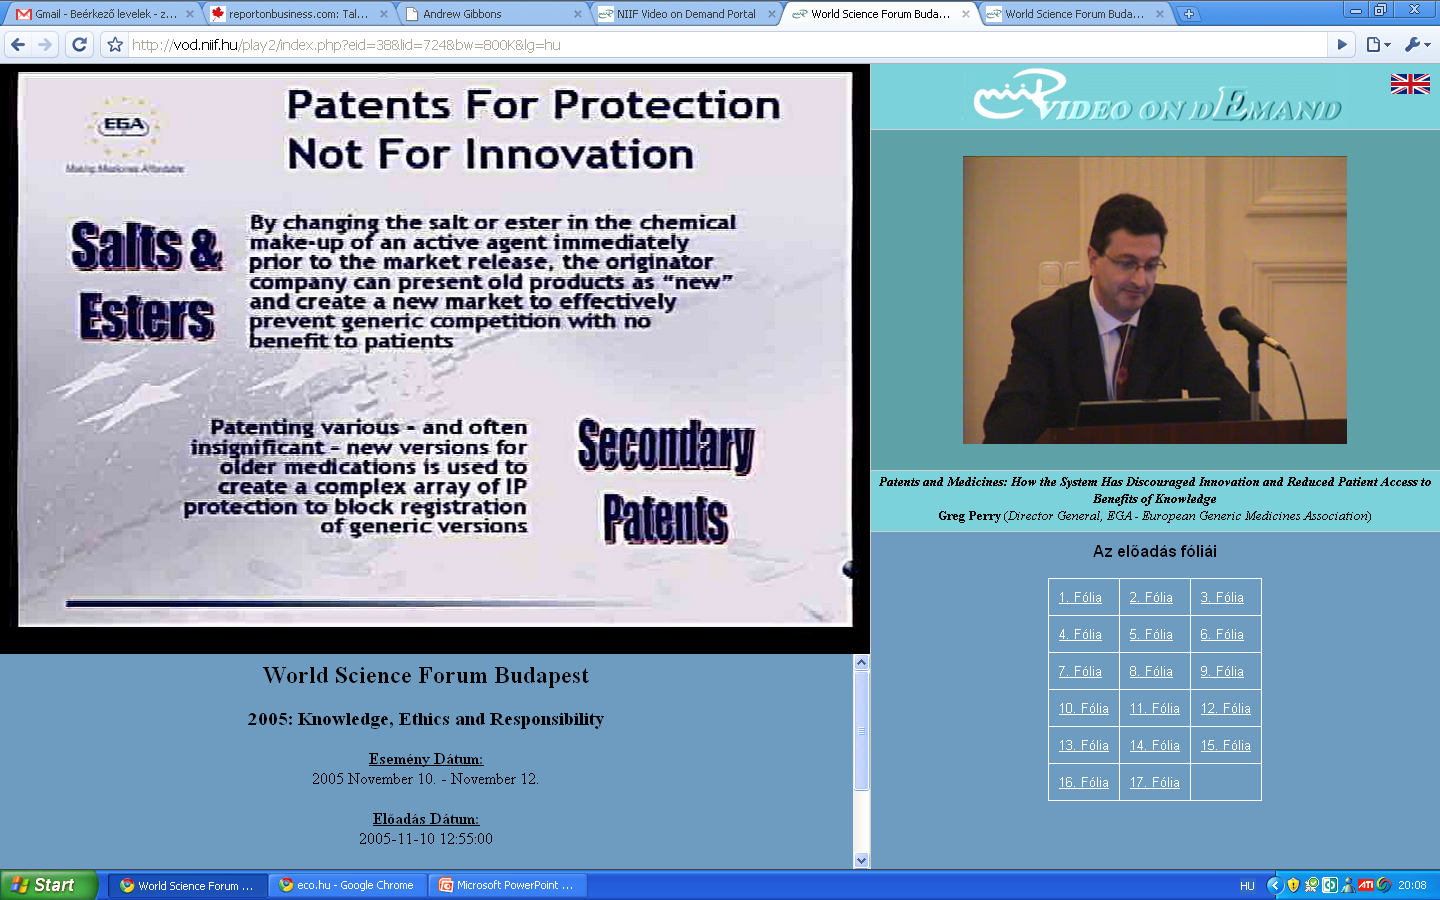 Gmail - Beérkező levelek - z...
reportonbusiness.com: Tal...
Andrew Gibbons
NIIF Video on Demand Portal
World Science Forum Buda...
World Science Forum Buda...
http://vod.niif.hu/play2/index.php?eid=38&lid=724&bw=800K&lg=hu
EGA
Making Medicines Affordable
Patents For Protection
Not For Innovation
Salts &
Esters
By changing the salt or ester in the chemical
make-up of an active agent immediately
prior to the market release, the originator
company can present old products as “new”
and create a new market to effectively
prevent generic competition with no
benefit to patients
Patenting various - and often
insignificant - new versions for
older medications is used to
create a complex array of IP
protection to block registration
of generic versions
Secondary
Patents
World Science Forum Budapest
2005: Knowledge, Ethics and Responsibility
Esemény Dátum:
2005 November 10. - November 12.
Előadás Dátum:
2005-11-10 12:55:00
VIDEO ON dEMAND
Patents and Medicines: How the System Has Discouraged Innovation and Reduced Patient Access to
Benefits of Knowledge
Greg Perry (Director General, EGA - European Generic Medicines Association)
Az előadás fóliái
1. Fólia 2. Fólia 3. Fólia
4. Fólia 5. Fólia 6. Fólia
7. Fólia 8. Fólia 9. Fólia
10. Fólia 11. Fólia 12. Fólia
13. Fólia 14. Fólia 15. Fólia
16. Fólia 17. Fólia
Start
World Science Forum ...
eco.hu - Google Chrome
Microsoft PowerPoint ...
HU
ATI
20:08